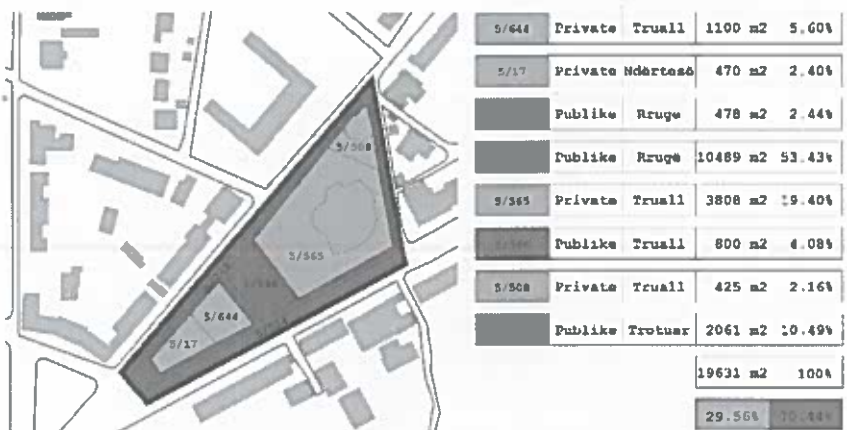 5/644 Private Truall 1100 m2 5.60%
5/17 Private Ndërtesë 470 m2 2.40%
Publike Rruge 478 m2 2.44%
Publike Rrugë 10489 m2 53.43%
5/565 Private Truall 3808 m2 19.40%
Publike Truall 800 m2 4.08%
5/508 Private Truall 425 m2 2.16%
Publike Trotuar 2061 m2 10.49%
19631 m2 100%
29.56% 70.44%
5/508
5/565
5/644
5/17